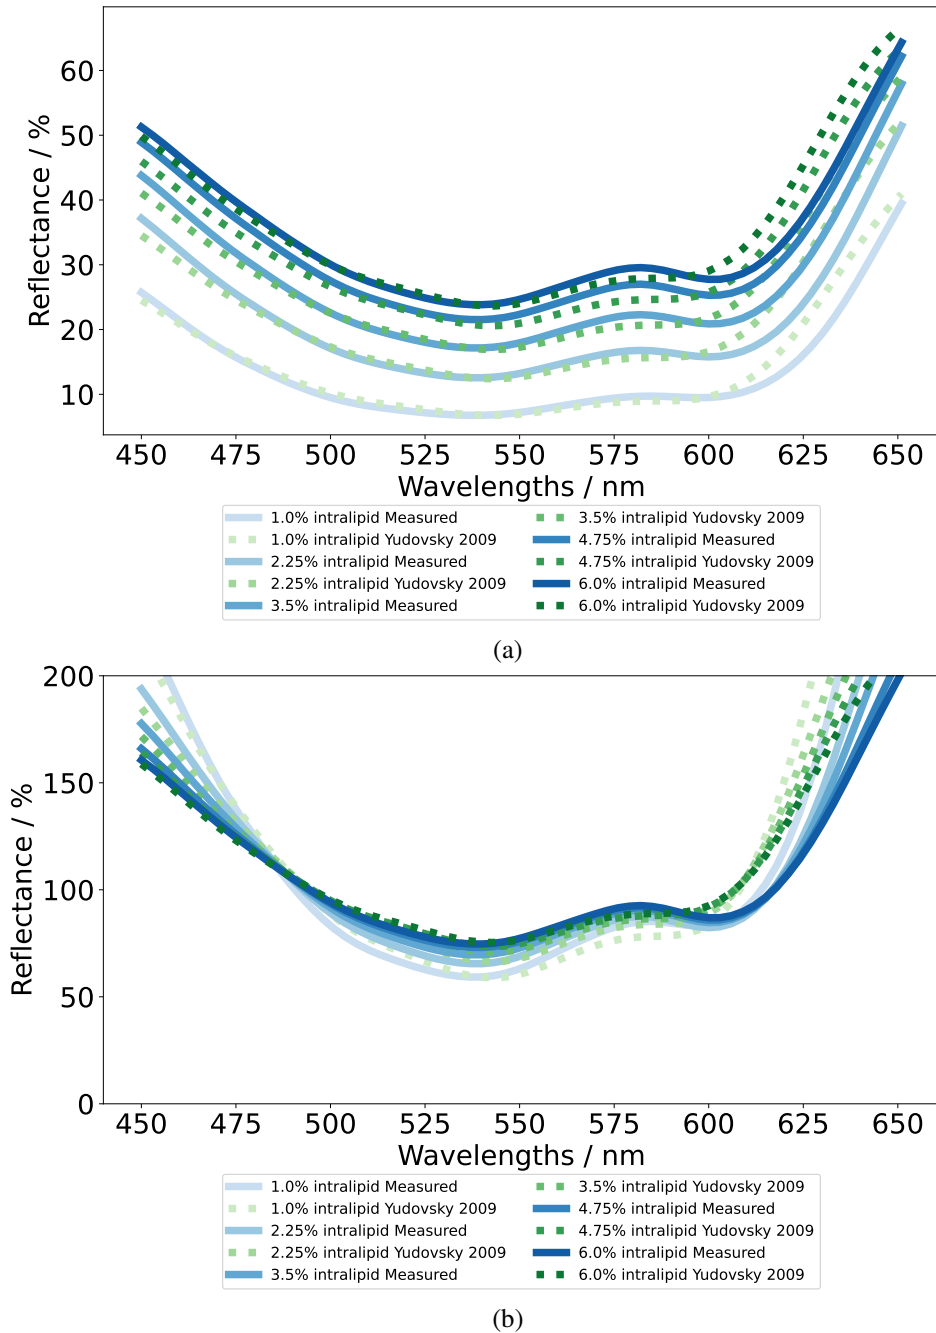 60
50
40
30
20
10
Reflectance / %
450 475 500 525 550 575 600 625 650
Wavelengths / nm
1.0% intralipid Measured
1.0% intralipid Yudovsky 2009
2.25% intralipid Measured
2.25% intralipid Yudovsky 2009
3.5% intralipid Measured
3.5% intralipid Yudovsky 2009
4.75% intralipid Measured
4.75% intralipid Yudovsky 2009
6.0% intralipid Measured
6.0% intralipid Yudovsky 2009
(a)
200
150
100
50
0
Reflectance / %
450 475 500 525 550 575 600 625 650
Wavelengths / nm
1.0% intralipid Measured
1.0% intralipid Yudovsky 2009
2.25% intralipid Measured
2.25% intralipid Yudovsky 2009
3.5% intralipid Measured
3.5% intralipid Yudovsky 2009
4.75% intralipid Measured
4.75% intralipid Yudovsky 2009
6.0% intralipid Measured
6.0% intralipid Yudovsky 2009
(b)